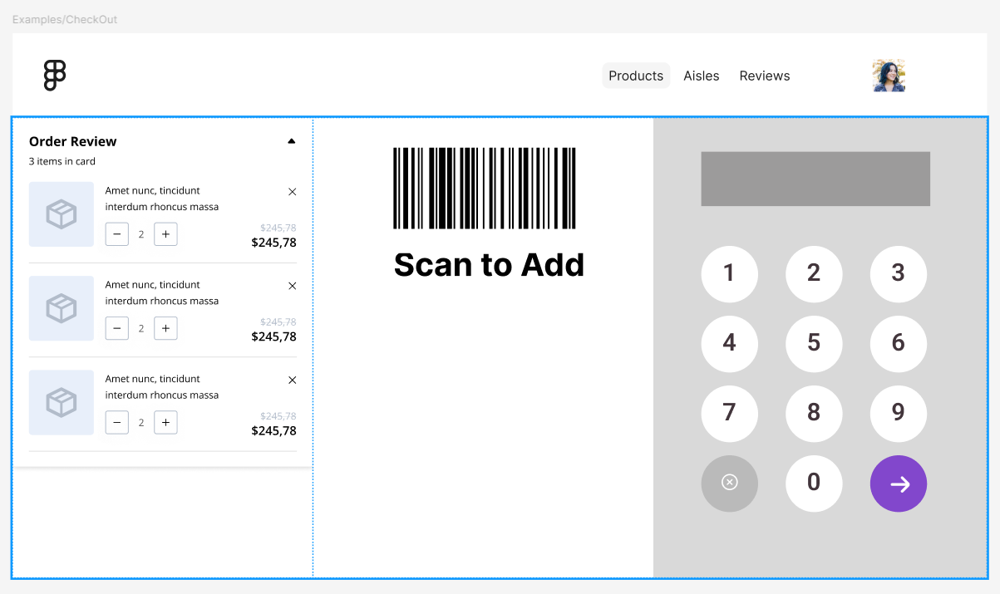 Examples/CheckOut
Products Aisles Reviews
Order Review
3 items in card
Amet nunc, tincidunt
interdum rhoncus massa
2
$245,78
$245,78
Amet nunc, tincidunt
interdum rhoncus massa
2
$245,78
$245,78
Amet nunc, tincidunt
interdum rhoncus massa
2
$245,78
$245,78
Scan to Add
1 2 3
4 5 6
7 8 9
0